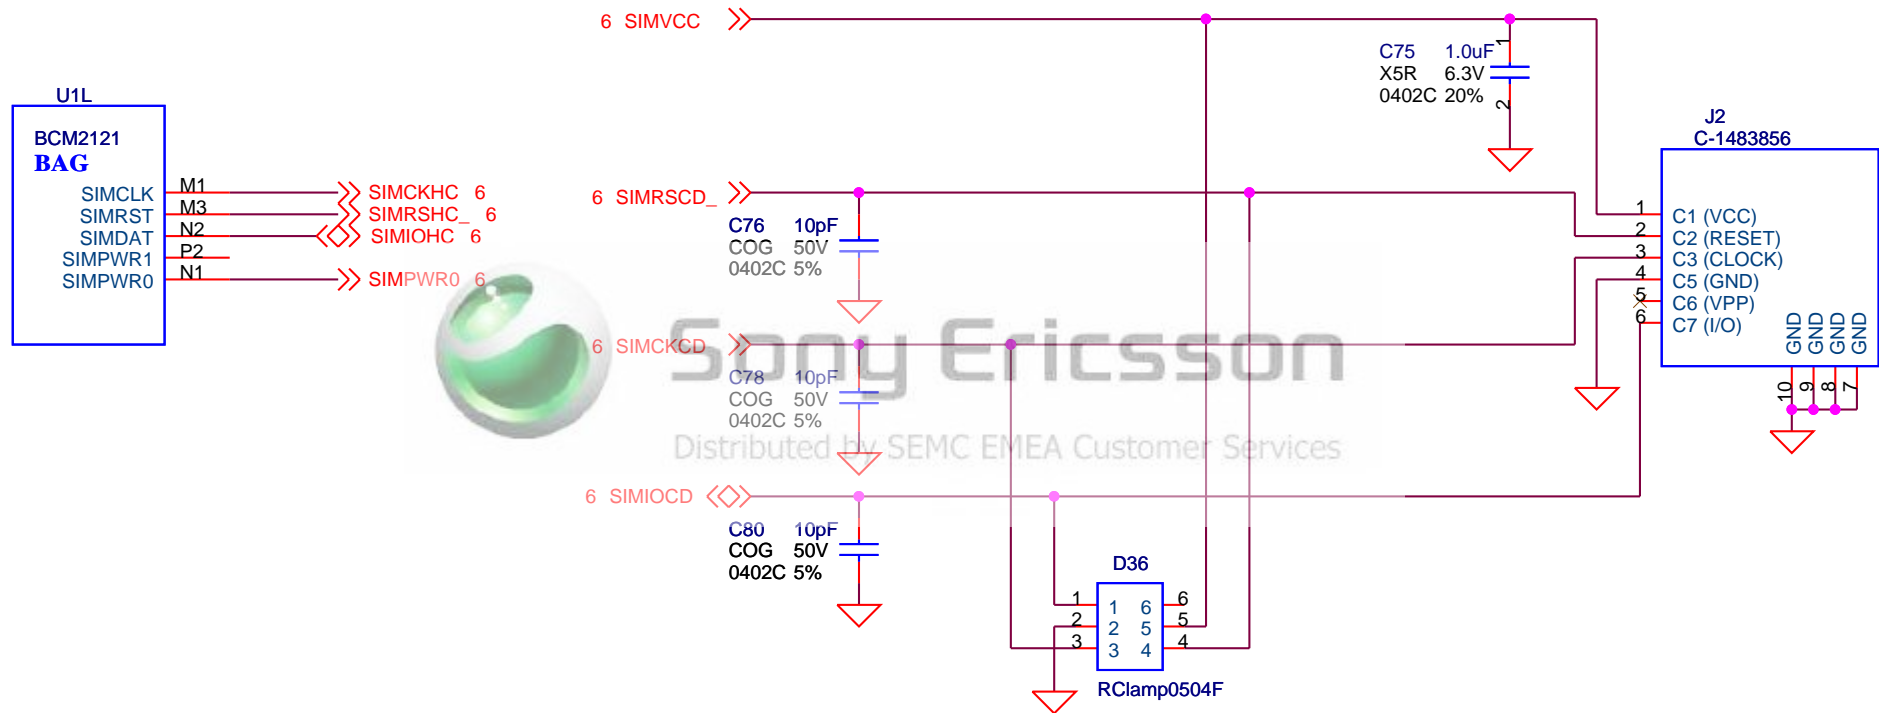 6 SIMVCC
C75 1.0uF
X5R 6.3V
0402C 20%
1
2
U1L
BCM2121
BAG
SIMCLK M1 SIMCKHC 6
SIMRST M3 SIMRSHC_ 6
SIMDAT N2 SIMIOHC 6
SIMPWR1 P2
SIMPWR0 N1 SIMPWR0 6
6 SIMRSCD_
C76 10pF
COG 50V
0402C 5%
6 SIMCKCD
C78 10pF
COG 50V
0402C 5%
Sony Ericsson
Distributed by SEMC EMEA Customer Services
6 SIMIOCD
C80 10pF
COG 50V
0402C 5%
J2
C-1483856
1 C1 (VCC)
2 C2 (RESET)
3 C3 (CLOCK)
4 C5 (GND)
5 C6 (VPP)
6 C7 (I/O)
GND GND GND GND
10 9 8 7
D36
1 1 6 6
2 2 5 5
3 3 4 4
RClamp0504F